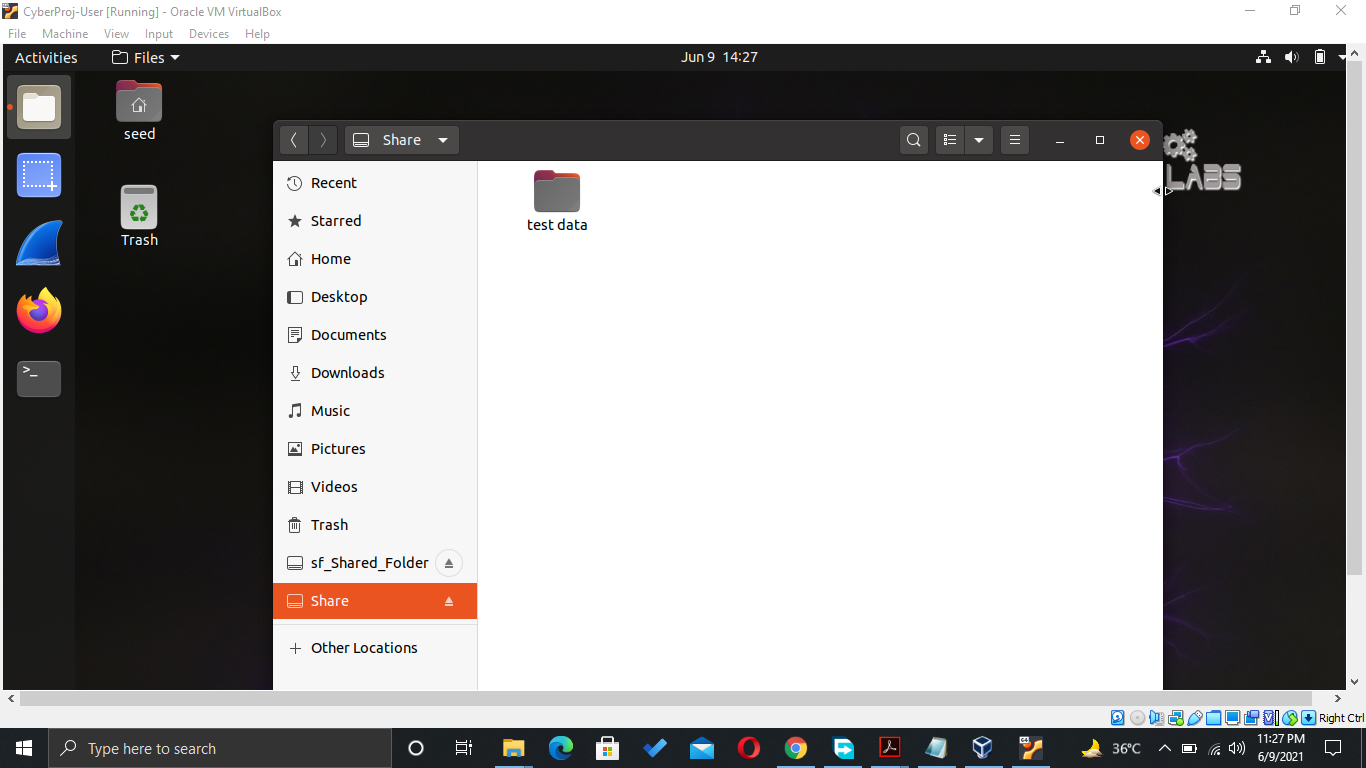 CyberProj-User [Running] - Oracle VM VirtualBox
File Machine View Input Devices Help
Activities Files Jun 9 14:27
seed
Trash
Share
LABS
Recent
Starred
Home
Desktop
Documents
Downloads
Music
Pictures
Videos
Trash
sf_Shared_Folder
Share
Other Locations
test data
>_
Right Ctrl
Type here to search
36°C
11:27 PM
6/9/2021